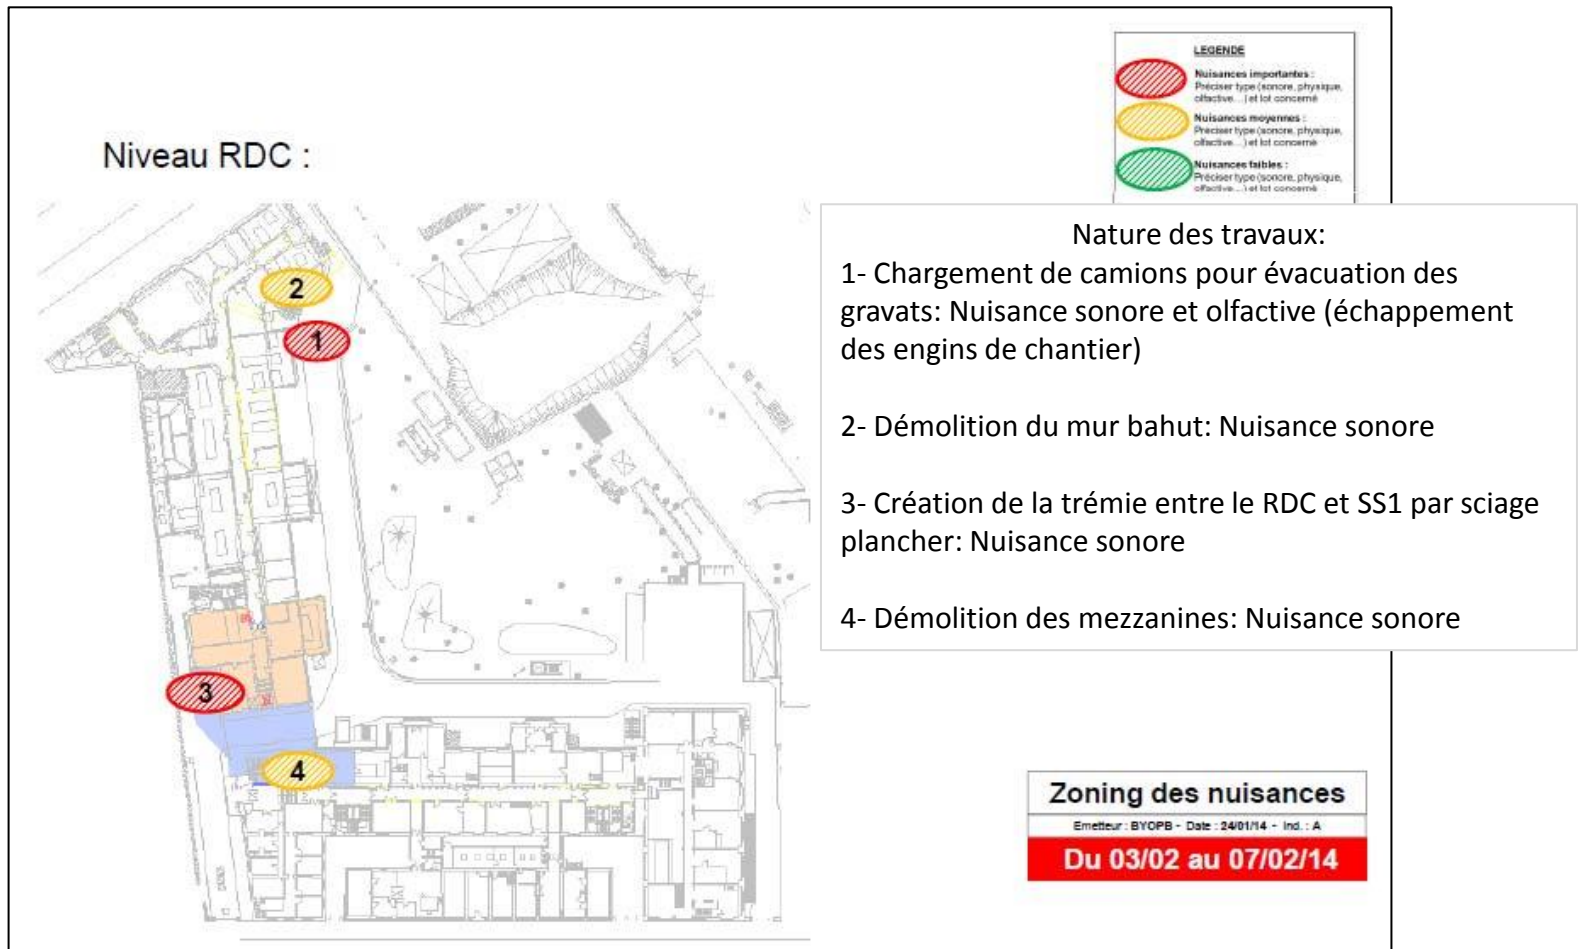 LEGENDE
Nuisances importantes :
Préciser type (sonore, physique,
olfactive....) et lot concerné
Nuisances moyennes :
Préciser type (sonore, physique,
olfactive....) et lot concerné
Nuisances faibles :
Préciser type (sonore, physique,
olfactive....) et lot concerné
Niveau RDC :
Nature des travaux:
1- Chargement de camions pour évacuation des
gravats: Nuisance sonore et olfactive (échappement
des engins de chantier)
2- Démolition du mur bahut: Nuisance sonore
3- Création de la trémie entre le RDC et SS1 par sciage
plancher: Nuisance sonore
4- Démolition des mezzanines: Nuisance sonore
2
1
3
4
Zoning des nuisances
Emetteur : BYOPB - Date : 24/01/14 - Ind. : A
Du 03/02 au 07/02/14